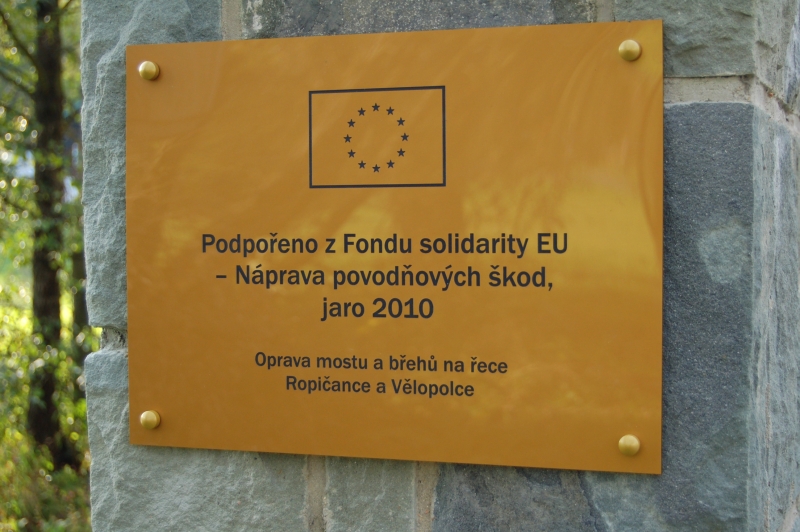 Podpořeno z Fondu solidarity EU
– Náprava povodňových škod,
jaro 2010
Oprava mostu a břehů na řece
Ropičance a Vělopolce